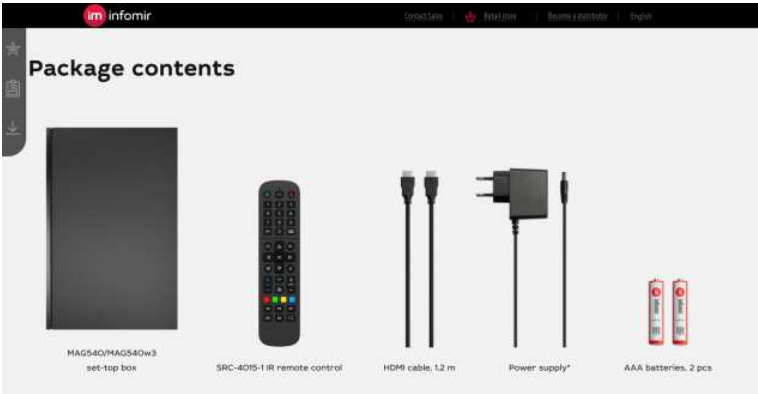 im infomir
Contact Sales
Retail store
Become a distributor
English
Package contents
MAG540/MAG540w3
set-top box
SRC-4015-1 IR remote control
HDMI cable, 1.2 m
Power supply*
AAA batteries, 2 pcs